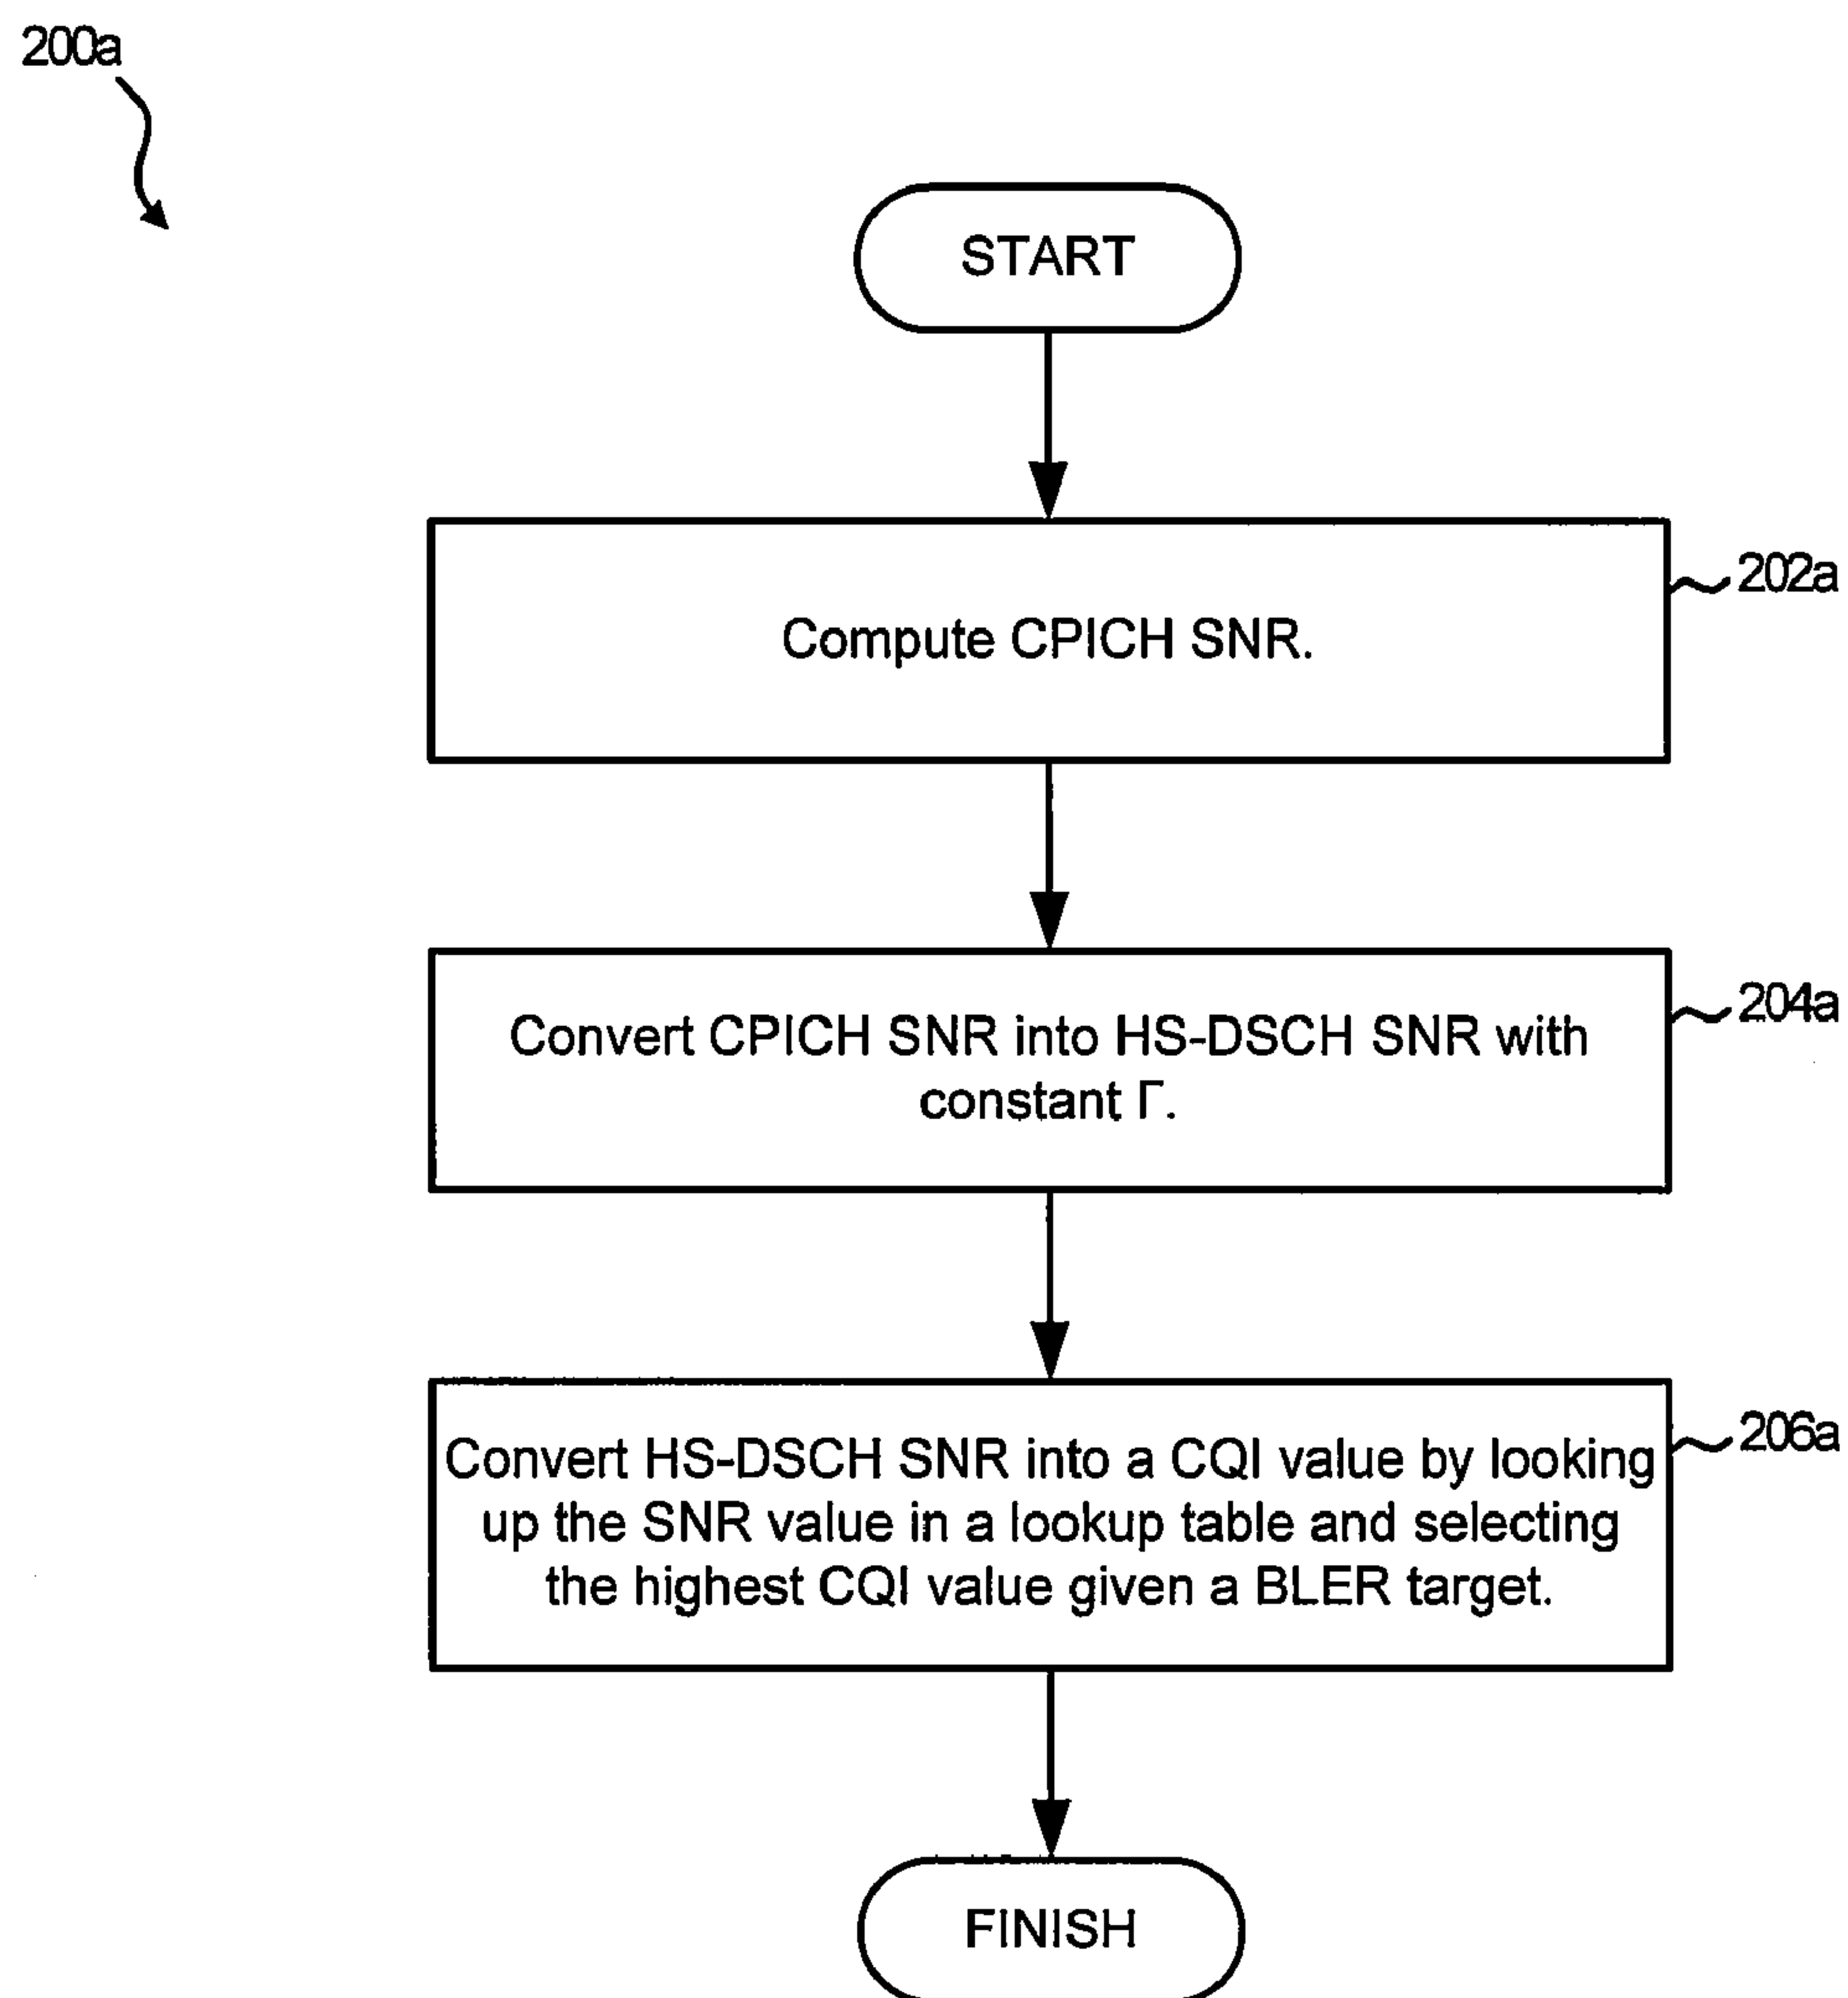 200a
START
Compute CPICH SNR.
202a
Convert CPICH SNR into HS-DSCH SNR with
constant Γ.
204a
Convert HS-DSCH SNR into a CQI value by looking
up the SNR value in a lookup table and selecting
the highest CQI value given a BLER target.
206a
FINISH